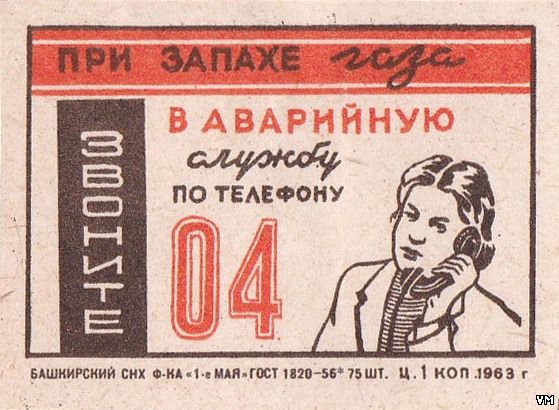 ПРИ ЗАПАХЕ газа
ЗВОНИТЕ
В АВАРИЙНУЮ
службу
ПО ТЕЛЕФОНУ
04
БАШКИРСКИЙ СНХ Ф-КА «1-е МАЯ» ГОСТ 1820-56* 75 ШТ. Ц. 1 КОП. 1963 г
VM